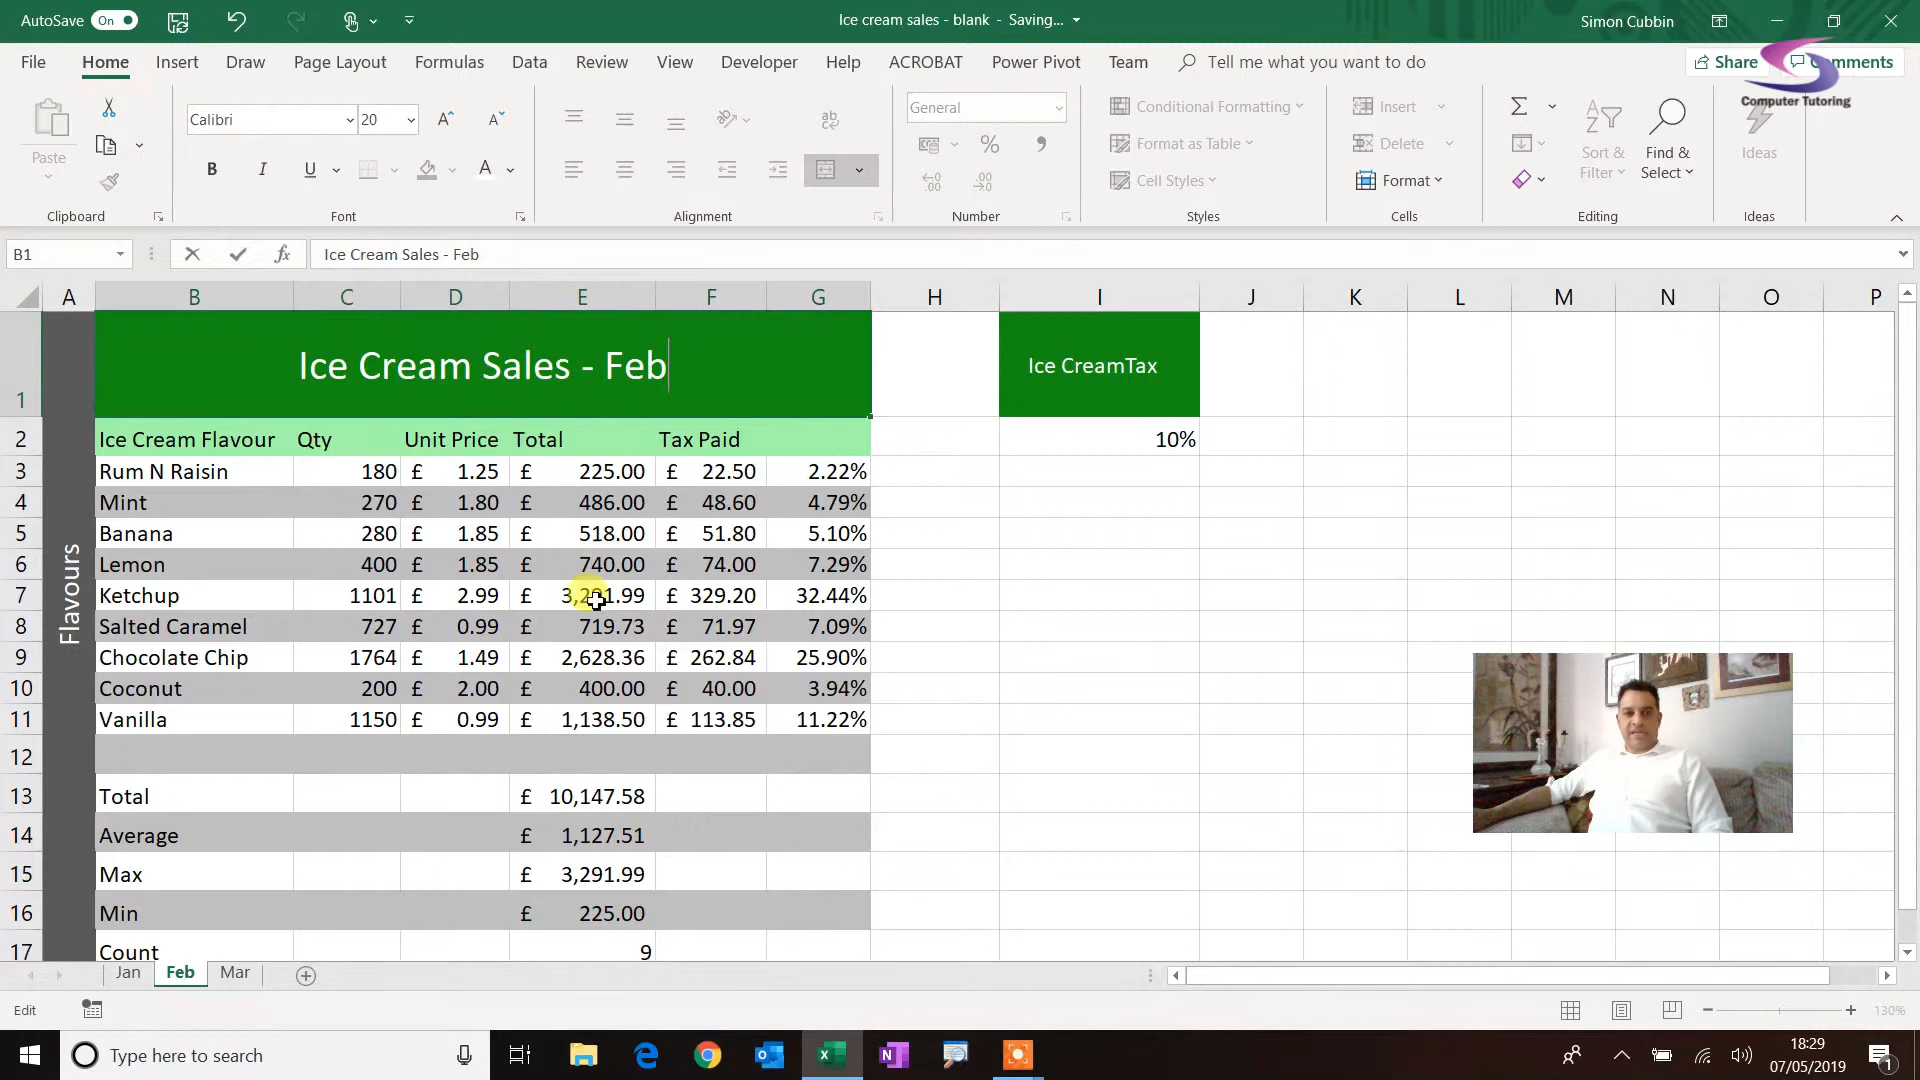 AutoSave On
Ice cream sales - blank - Saving...
Simon Cubbin
File Home Insert Draw Page Layout Formulas Data Review View Developer Help ACROBAT Power Pivot Team Tell me what you want to do Share Comments
Computer Tutoring
Paste
Clipboard
Calibri 20
B I U A
Font
Alignment
General
Number
Conditional Formatting
Format as Table
Cell Styles
Styles
Insert
Delete
Format
Cells
Sort & Filter
Find & Select
Editing
Ideas
Ideas
B1 fx Ice Cream Sales - Feb
A B C D E F G H I J K L M N O P
1 Ice Cream Sales - Feb Ice CreamTax
2 Ice Cream Flavour Qty Unit Price Total Tax Paid 10%
Flavours
3 Rum N Raisin 180 £ 1.25 £ 225.00 £ 22.50 2.22%
4 Mint 270 £ 1.80 £ 486.00 £ 48.60 4.79%
5 Banana 280 £ 1.85 £ 518.00 £ 51.80 5.10%
6 Lemon 400 £ 1.85 £ 740.00 £ 74.00 7.29%
7 Ketchup 1101 £ 2.99 £ 3,291.99 £ 329.20 32.44%
8 Salted Caramel 727 £ 0.99 £ 719.73 £ 71.97 7.09%
9 Chocolate Chip 1764 £ 1.49 £ 2,628.36 £ 262.84 25.90%
10 Coconut 200 £ 2.00 £ 400.00 £ 40.00 3.94%
11 Vanilla 1150 £ 0.99 £ 1,138.50 £ 113.85 11.22%
12
13 Total £ 10,147.58
14 Average £ 1,127.51
15 Max £ 3,291.99
16 Min £ 225.00
17 Count 9
Jan Feb Mar
Edit 130%
Type here to search
18:29
07/05/2019
1